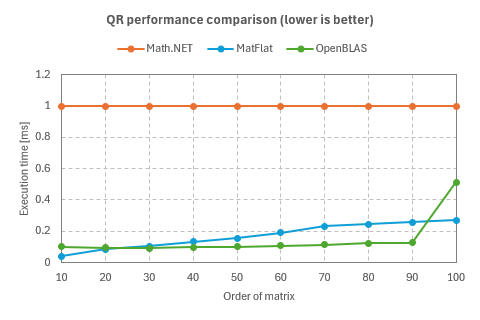 QR performance comparison (lower is better)
Math.NET MatFlat OpenBLAS
1.2
1
0.8
0.6
0.4
0.2
0
Execution time [ms]
10 20 30 40 50 60 70 80 90 100
Order of matrix